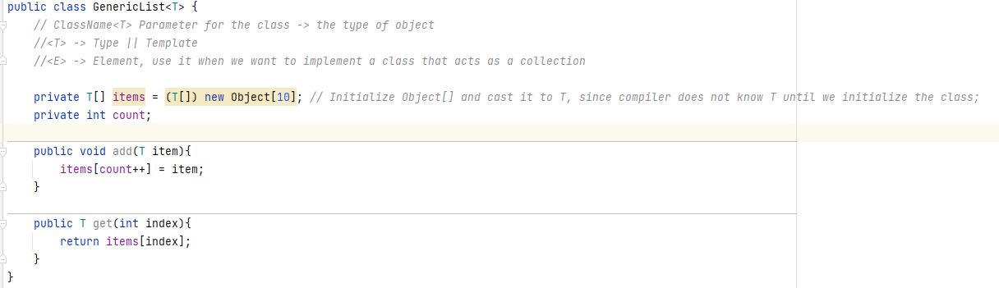 public class GenericList<T> {
    // ClassName<T> Parameter for the class -> the type of object
    //<T> -> Type || Template
    //<E> -> Element, use it when we want to implement a class that acts as a collection
    private T[] items = (T[]) new Object[10]; // Initialize Object[] and cast it to T, since compiler does not know T until we initialize the class;
    private int count;
    public void add(T item){
        items[count++] = item;
    }
    public T get(int index){
        return items[index];
    }
}